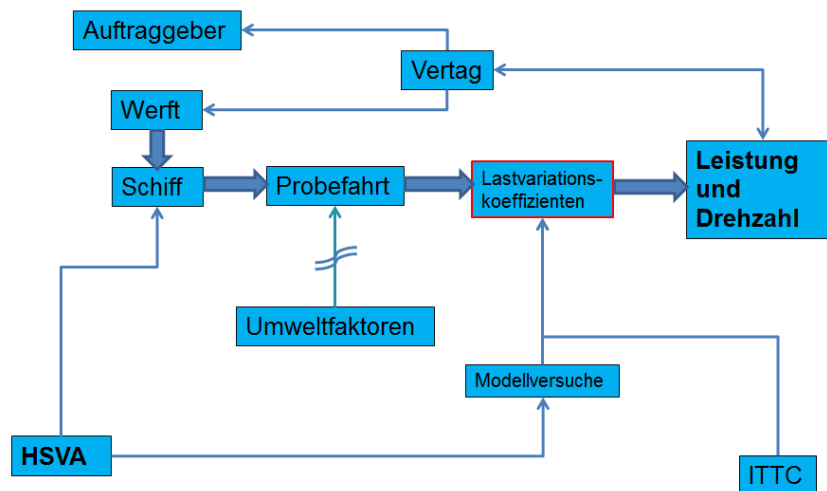 Auftraggeber
Vertag
Werft
Schiff
Probefahrt
Lastvariations-
koeffizienten
Leistung
und
Drehzahl
Umweltfaktoren
Modellversuche
HSVA
ITTC